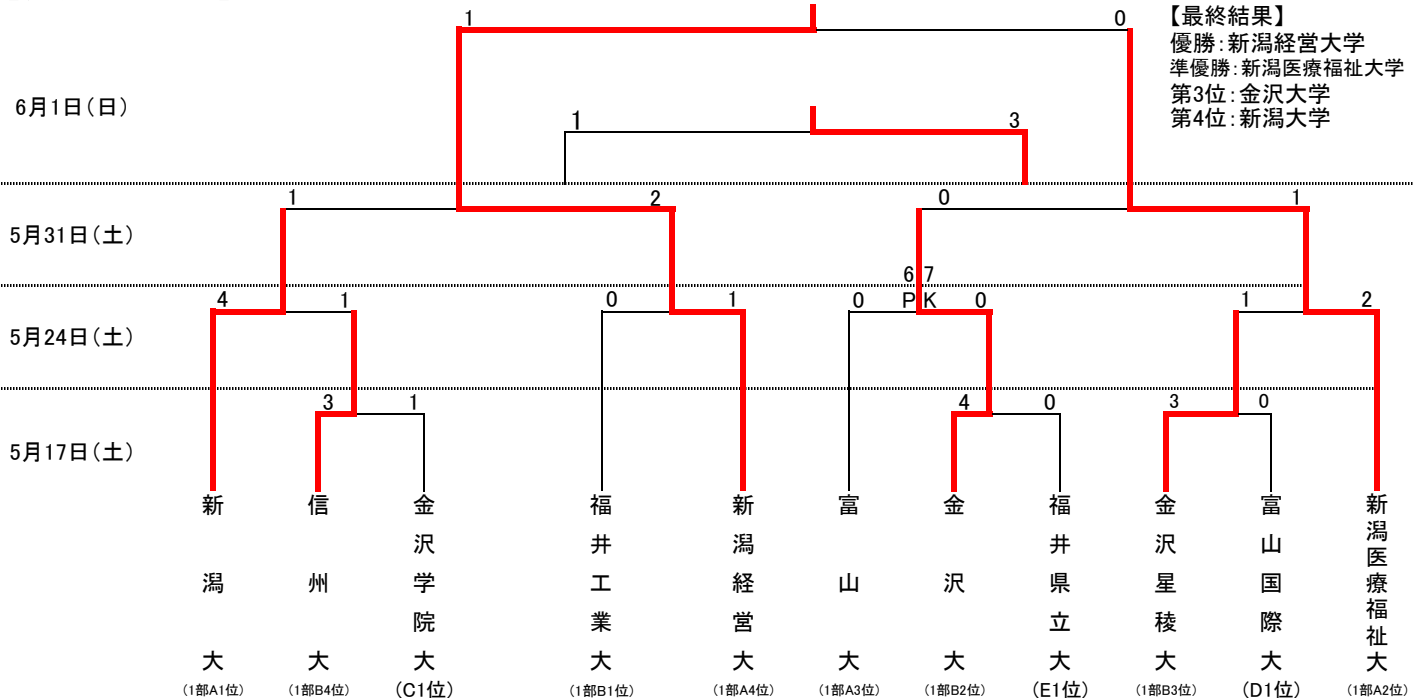 1
0
【最終結果】
優勝:新潟経営大学
準優勝:新潟医療福祉大学
第3位:金沢大学
第4位:新潟大学
6月1日(日)
1
3
1
2
0
1
5月31日(土)
6 7
PK
4
1
0
1
0
0
1
2
5月24日(土)
3
1
4
0
3
0
5月17日(土)
新潟大
信州大
金沢学院大
福井工業大
新潟経営大
富山大
金沢大
福井県立大
金沢星稜大
富山国際大
新潟医療福祉大
(1部A1位)
(1部B4位)
(C1位)
(1部B1位)
(1部A4位)
(1部A3位)
(1部B2位)
(E1位)
(1部B3位)
(D1位)
(1部A2位)